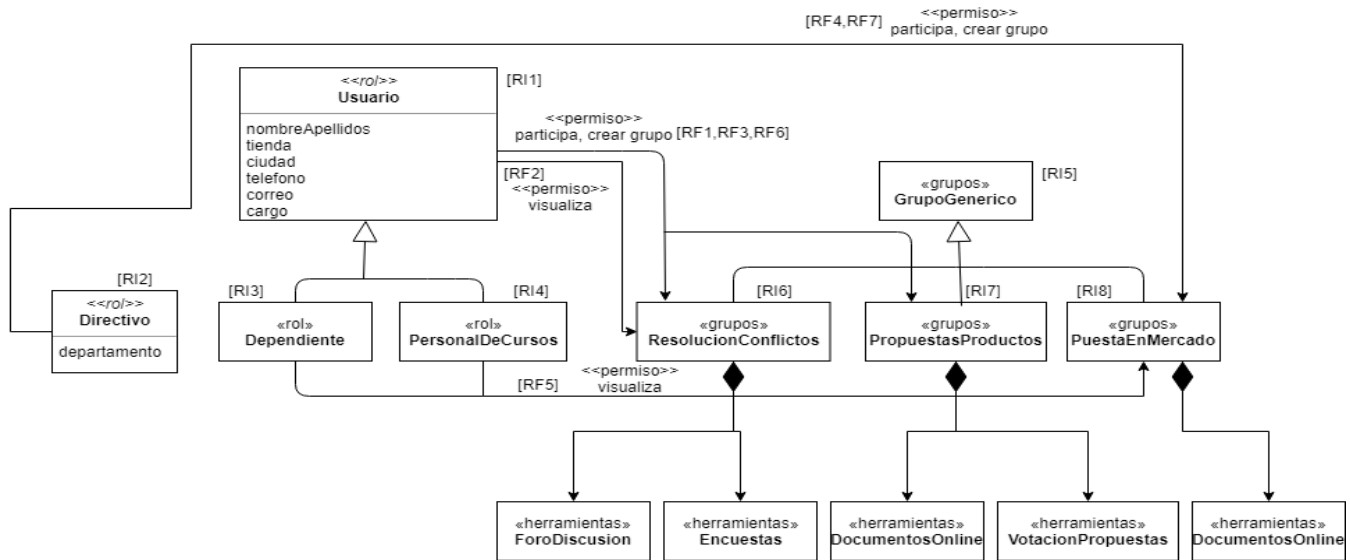 <<permiso>>
[RF4,RF7]
participa, crear grupo
<<rol>>
Usuario
[RI1]
nombreApellidos
tienda
ciudad
telefono
correo
cargo
<<permiso>>
participa, crear grupo [RF1,RF3,RF6]
[RF2]
<<permiso>>
visualiza
«grupos»
GrupoGenerico
[RI5]
[RI2]
<<rol>>
Directivo
departamento
[RI3]
«rol»
Dependiente
[RI4]
«rol»
PersonalDeCursos
[RI6]
«grupos»
ResolucionConflictos
[RI7]
«grupos»
PropuestasProductos
[RI8]
«grupos»
PuestaEnMercado
<<permiso>>
[RF5]
visualiza
«herramientas»
ForoDiscusion
«herramientas»
Encuestas
«herramientas»
DocumentosOnline
«herramientas»
VotacionPropuestas
«herramientas»
DocumentosOnline